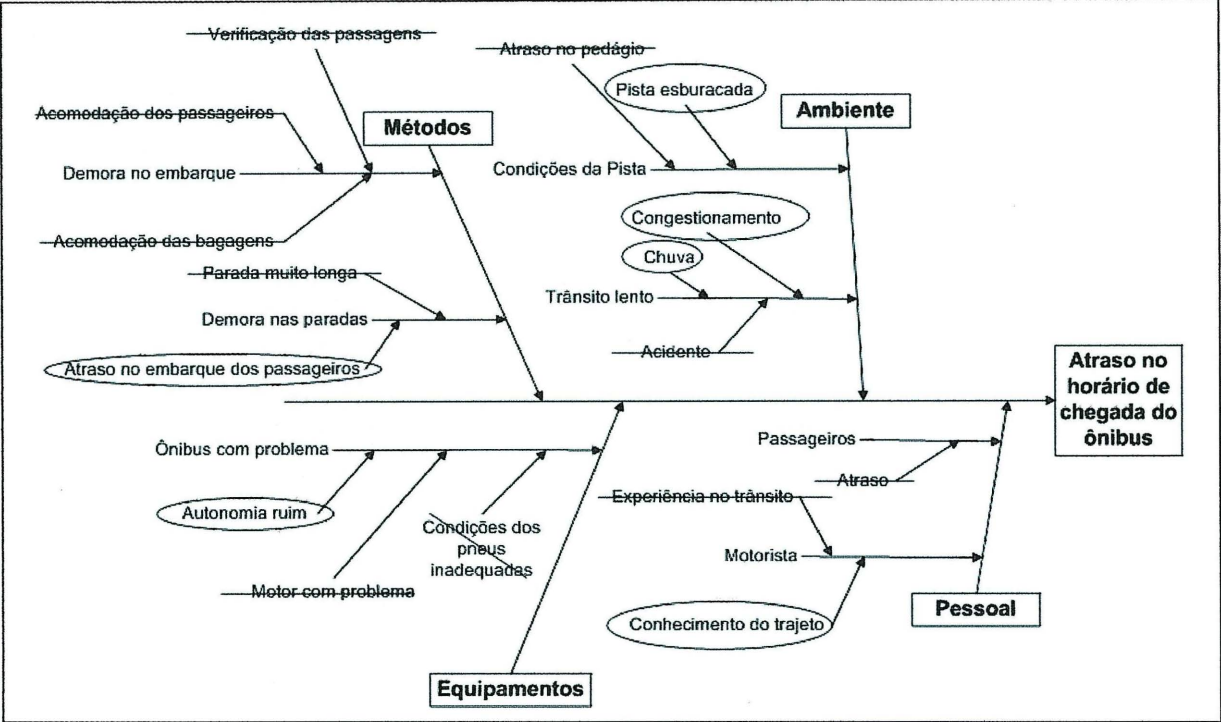 Verificação das passagens
Atraso no pedágio
Pista esburacada
Ambiente
Acomodação dos passageiros
Métodos
Demora no embarque
Condições da Pista
Congestionamento
Acomodação das bagagens
Chuva
Parada muito longa
Trânsito lento
Demora nas paradas
Acidente
Atraso no embarque dos passageiros
Atraso no
horário de
chegada do
ônibus
Passageiros
Ônibus com problema
Atraso
Experiência no trânsito
Autonomia ruim
Condições dos
pneus
inadequadas
Motorista
Motor com problema
Pessoal
Conhecimento do trajeto
Equipamentos